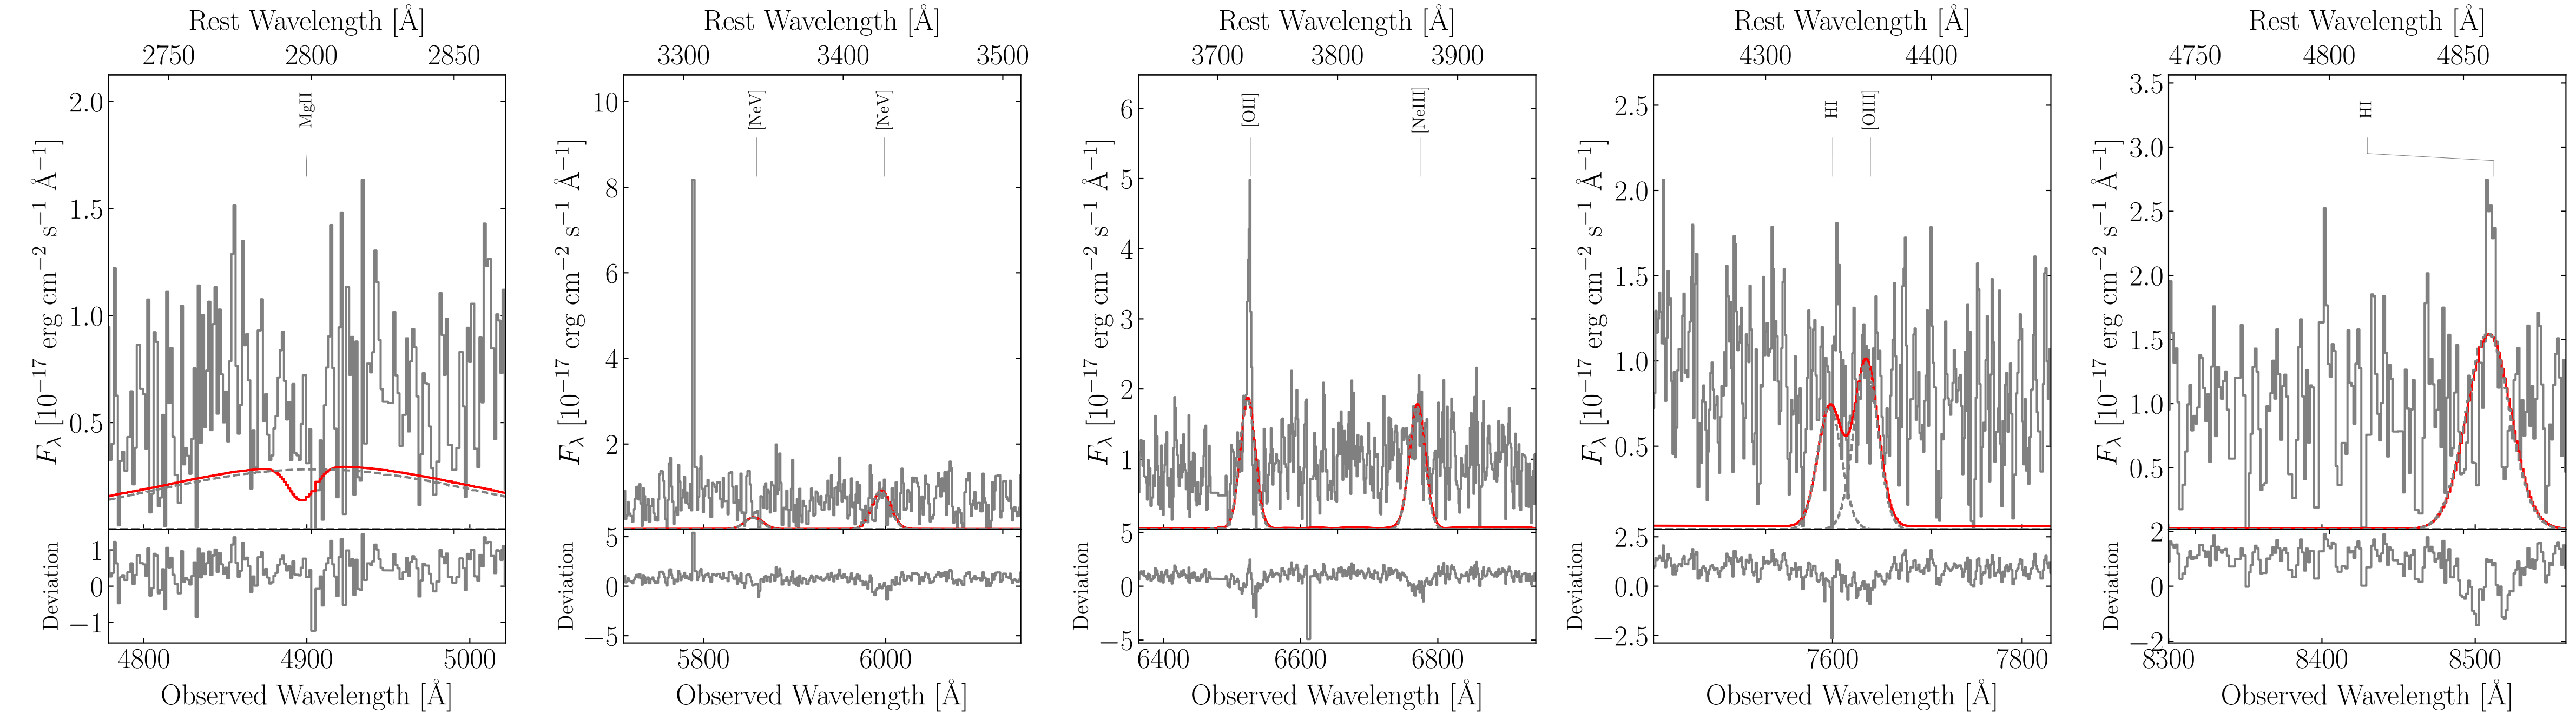 Rest Wavelength [Å]
2750 2800 2850
MgII
2.0
1.5
1.0
0.5
F_λ [10^−17 erg cm^−2 s^−1 Å^−1]
1
0
−1
Deviation
4800 4900 5000
Observed Wavelength [Å]
Rest Wavelength [Å]
3300 3400 3500
[NeV] [NeV]
10
8
6
4
2
F_λ [10^−17 erg cm^−2 s^−1 Å^−1]
5
0
−5
Deviation
5800 6000
Observed Wavelength [Å]
Rest Wavelength [Å]
3700 3800 3900
[OII] [NeIII]
6
5
4
3
2
1
F_λ [10^−17 erg cm^−2 s^−1 Å^−1]
5
0
−5
Deviation
6400 6600 6800
Observed Wavelength [Å]
Rest Wavelength [Å]
4300 4400
HI [OIII]
2.5
2.0
1.5
1.0
0.5
F_λ [10^−17 erg cm^−2 s^−1 Å^−1]
2.5
0.0
−2.5
Deviation
7600 7800
Observed Wavelength [Å]
Rest Wavelength [Å]
4750 4800 4850
HI
3.5
3.0
2.5
2.0
1.5
1.0
0.5
F_λ [10^−17 erg cm^−2 s^−1 Å^−1]
2
0
−2
Deviation
8300 8400 8500
Observed Wavelength [Å]